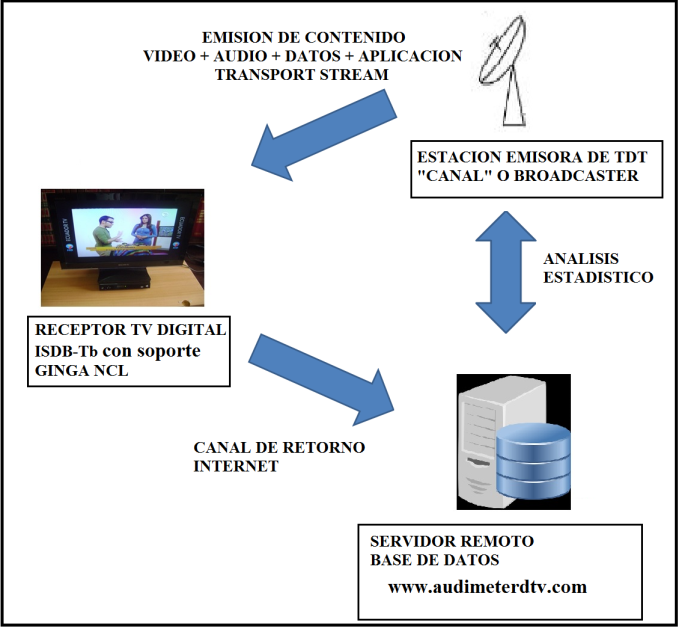 EMISION DE CONTENIDO
VIDEO + AUDIO + DATOS + APLICACION
TRANSPORT STREAM
ESTACION EMISORA DE TDT
"CANAL" O BROADCASTER
ANALISIS
ESTADISTICO
ECUADOR TV
RECEPTOR TV DIGITAL
ISDB-Tb con soporte
GINGA NCL
CANAL DE RETORNO
INTERNET
SERVIDOR REMOTO
BASE DE DATOS
www.audimeterdtv.com